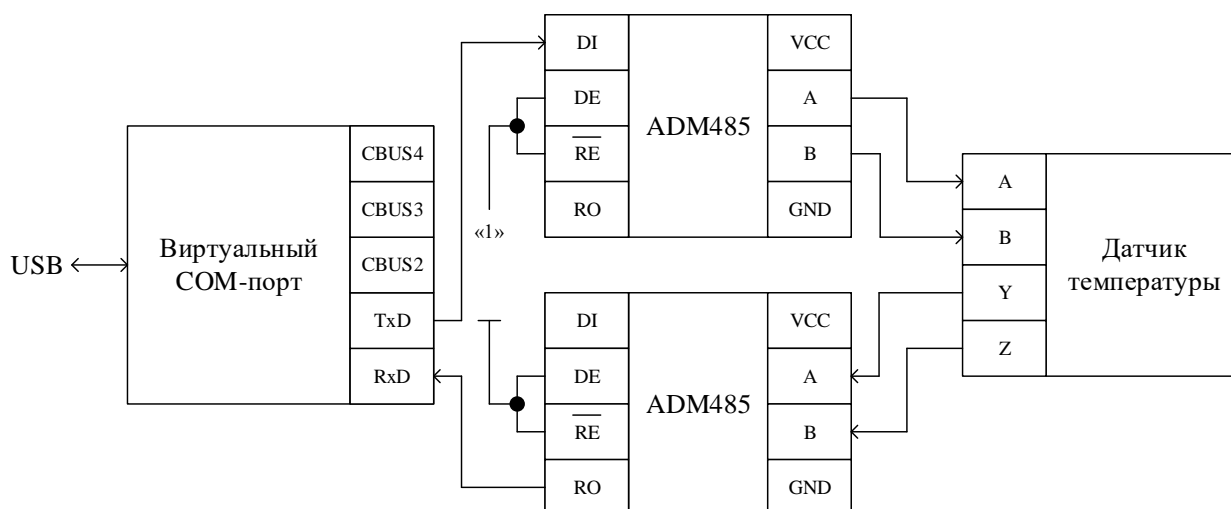 USB
Виртуальный
COM-порт
CBUS4
CBUS3
CBUS2
TxD
RxD
«1»
DI
DE
RE
RO
ADM485
VCC
A
B
GND
DI
DE
RE
RO
ADM485
VCC
A
B
GND
A
B
Y
Z
Датчик
температуры